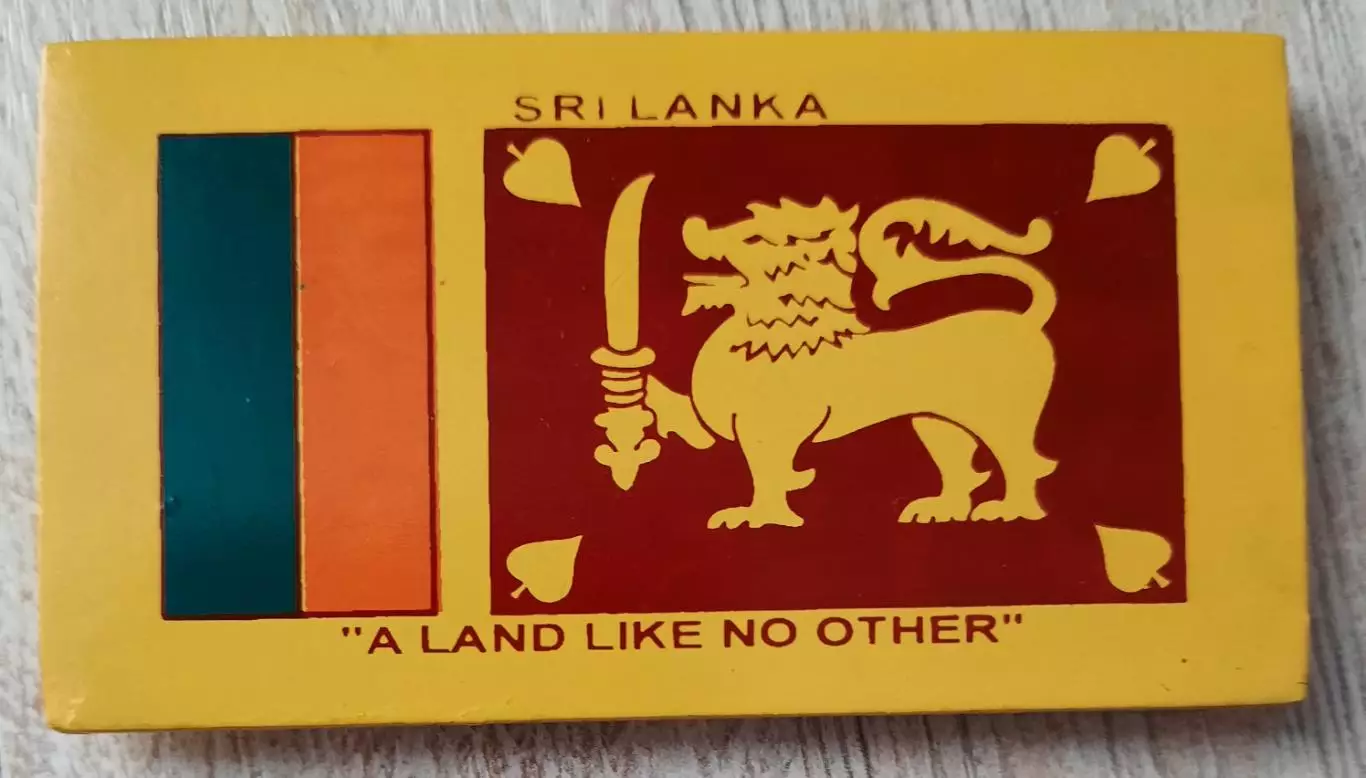 SRI LANKA
"A LAND LIKE NO OTHER"